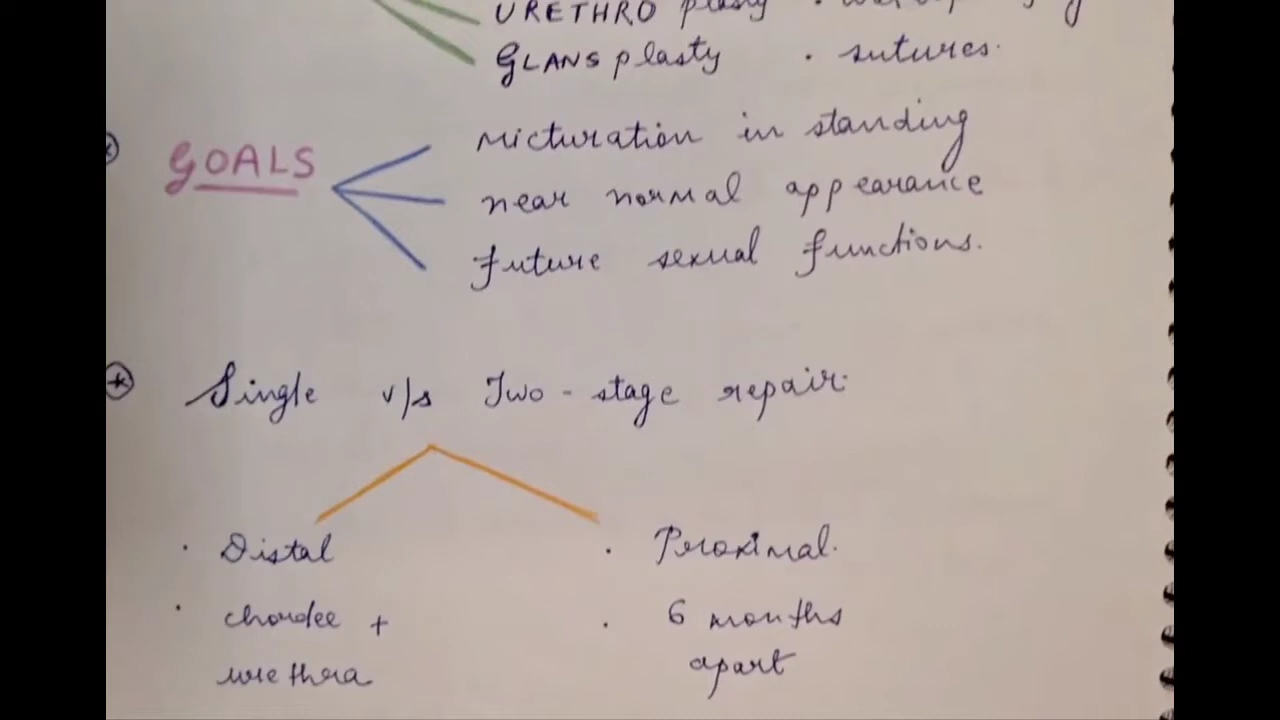 URETHRO plasty
GLANS plasty · sutures.
GOALS
micturation in standing
near normal appearance
future sexual functions.
Single v/s Two-stage repair.
· Distal · Proximal.
· chordee + · 6 months
urethra apart